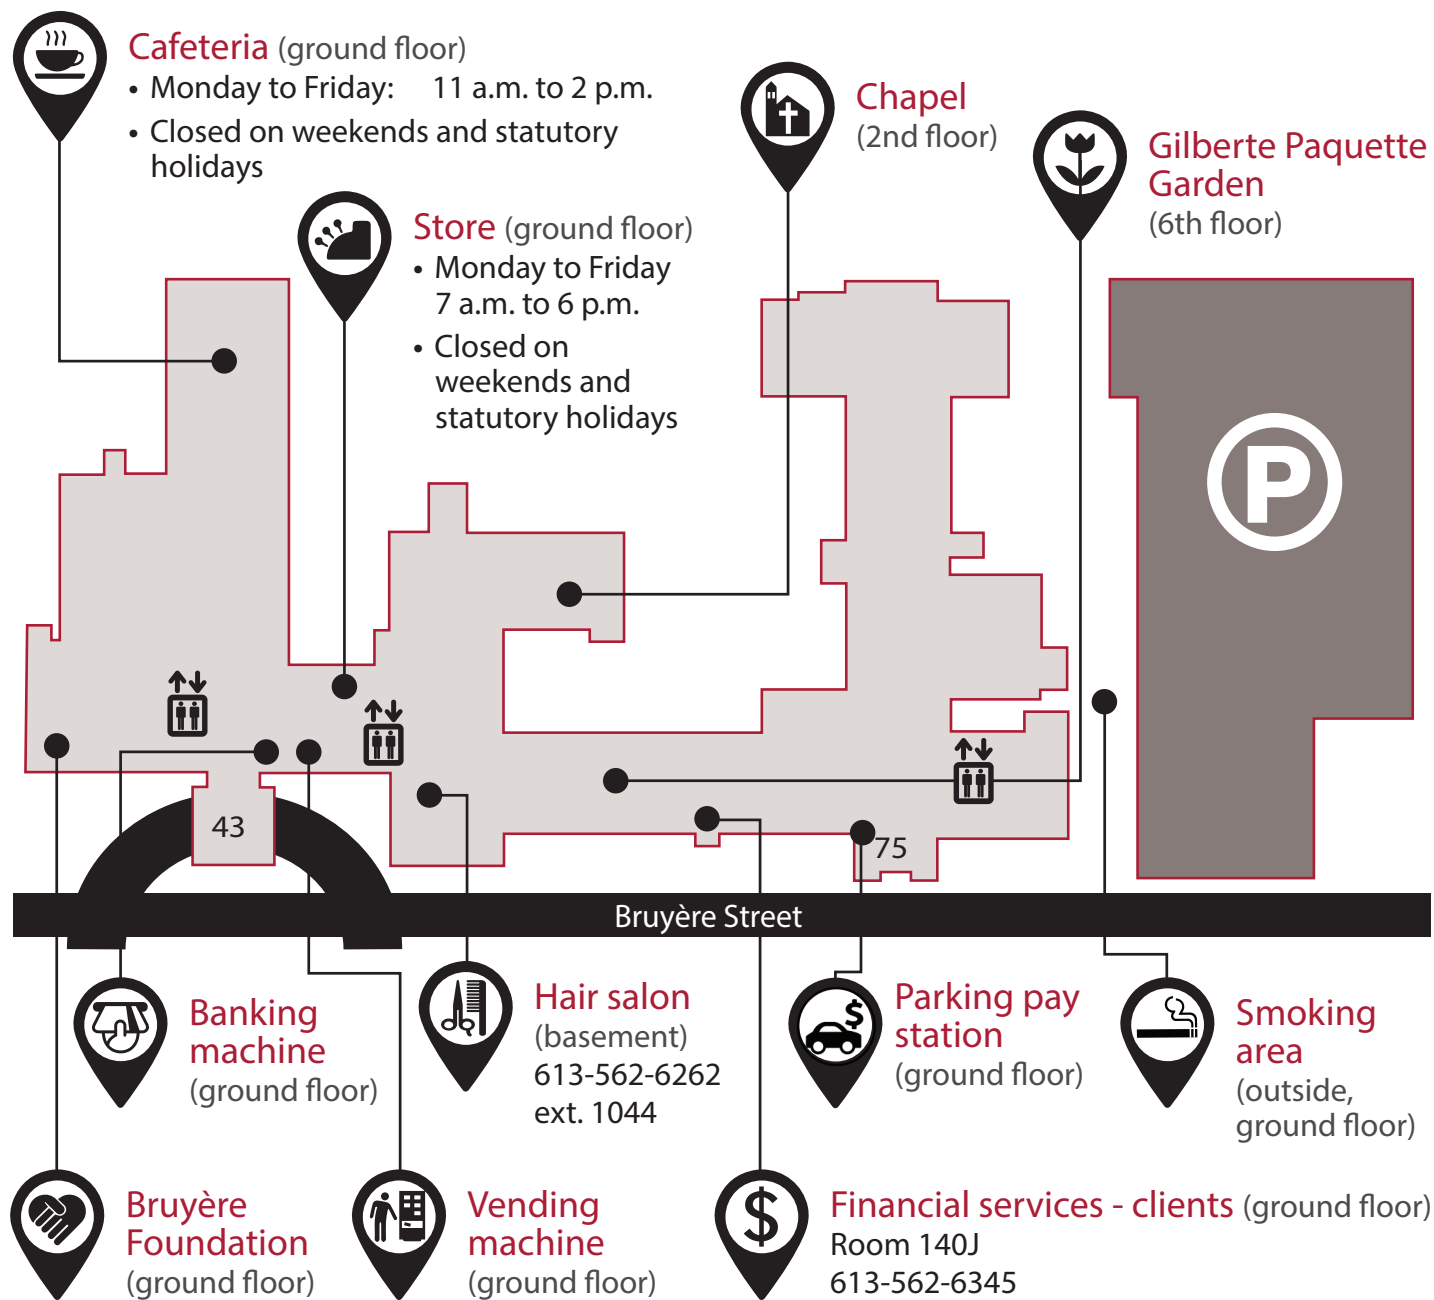 Cafeteria (ground floor)
• Monday to Friday: 11 a.m. to 2 p.m.
• Closed on weekends and statutory
holidays
Chapel
(2nd floor)
Gilberte Paquette
Garden
(6th floor)
Store (ground floor)
• Monday to Friday
7 a.m. to 6 p.m.
• Closed on
weekends and
statutory holidays
P
43
75
Bruyère Street
Banking
machine
(ground floor)
Hair salon
(basement)
613-562-6262
ext. 1044
Parking pay
station
(ground floor)
Smoking
area
(outside,
ground floor)
Bruyère
Foundation
(ground floor)
Vending
machine
(ground floor)
$
Financial services - clients (ground floor)
Room 140J
613-562-6345